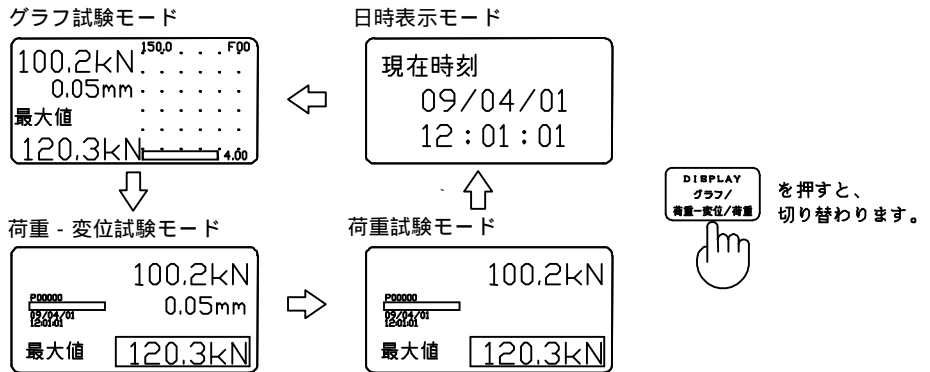 グラフ試験モード
100.2kN
0.05mm
最大値
120.3kN
150.0
F00
4.00
日時表示モード
現在時刻
09/04/01
12:01:01
荷重 - 変位試験モード
100.2kN
P00000
0.05mm
09/04/01
12:01:01
最大値
120.3kN
荷重試験モード
100.2kN
P00000
09/04/01
12:01:01
最大値
120.3kN
DISPLAY
グラフ/
荷重-変位/荷重
を押すと、
切り替わります。